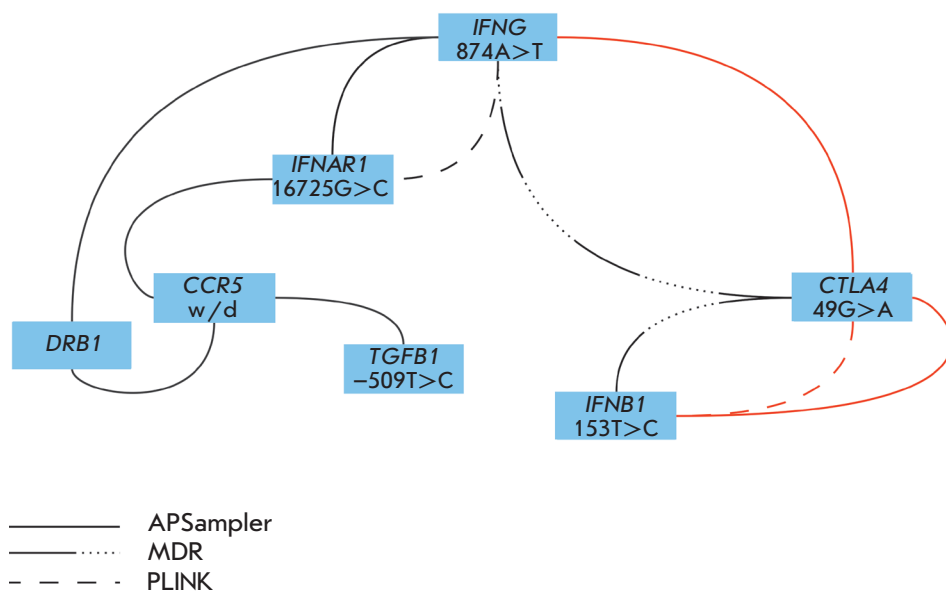 IFNG
874A>T
IFNAR1
16725G>C
CCR5
w/d
CTLA4
49G>A
DRB1
TGFB1
–509T>C
IFNB1
153T>C
APSampler
MDR
PLINK